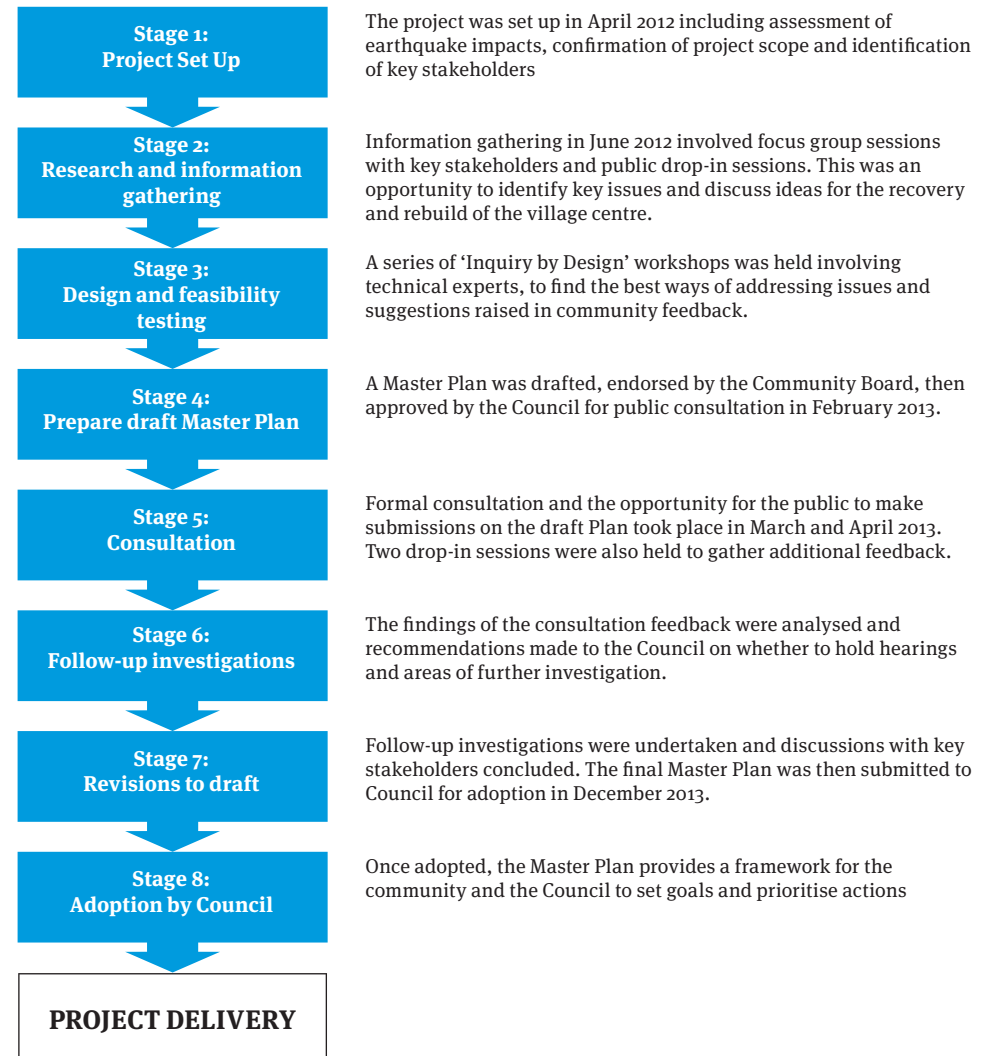 Stage 1:
Project Set Up
The project was set up in April 2012 including assessment of
earthquake impacts, confirmation of project scope and identification
of key stakeholders
Stage 2:
Research and information
gathering
Information gathering in June 2012 involved focus group sessions
with key stakeholders and public drop-in sessions. This was an
opportunity to identify key issues and discuss ideas for the recovery
and rebuild of the village centre.
Stage 3:
Design and feasibility
testing
A series of ‘Inquiry by Design’ workshops was held involving
technical experts, to find the best ways of addressing issues and
suggestions raised in community feedback.
Stage 4:
Prepare draft Master Plan
A Master Plan was drafted, endorsed by the Community Board, then
approved by the Council for public consultation in February 2013.
Stage 5:
Consultation
Formal consultation and the opportunity for the public to make
submissions on the draft Plan took place in March and April 2013.
Two drop-in sessions were also held to gather additional feedback.
Stage 6:
Follow-up investigations
The findings of the consultation feedback were analysed and
recommendations made to the Council on whether to hold hearings
and areas of further investigation.
Stage 7:
Revisions to draft
Follow-up investigations were undertaken and discussions with key
stakeholders concluded. The final Master Plan was then submitted to
Council for adoption in December 2013.
Stage 8:
Adoption by Council
Once adopted, the Master Plan provides a framework for the
community and the Council to set goals and prioritise actions
PROJECT DELIVERY